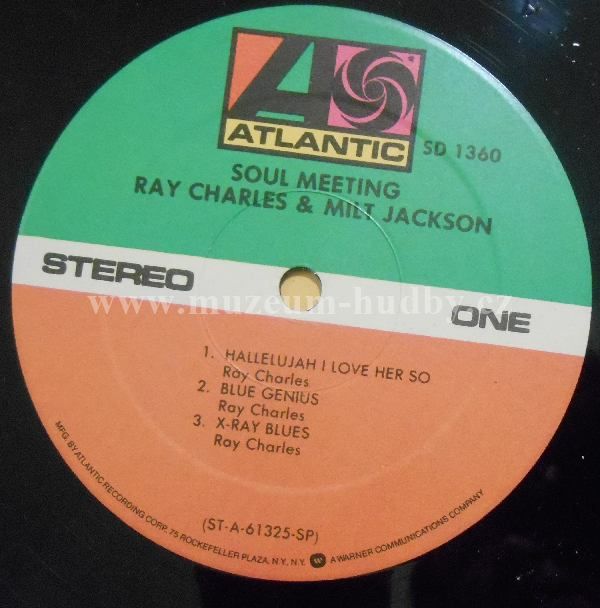 ATLANTIC
SD 1360
SOUL MEETING
RAY CHARLES & MILT JACKSON
STEREO
ONE
www.muzeum-hudby.cz
1. HALLELUJAH I LOVE HER SO
Ray Charles
2. BLUE GENIUS
Ray Charles
3. X-RAY BLUES
Ray Charles
(ST-A-61325-SP)
MFG. BY ATLANTIC RECORDING CORP. 75 ROCKEFELLER PLAZA, N.Y., N.Y. A WARNER COMMUNICATIONS COMPANY